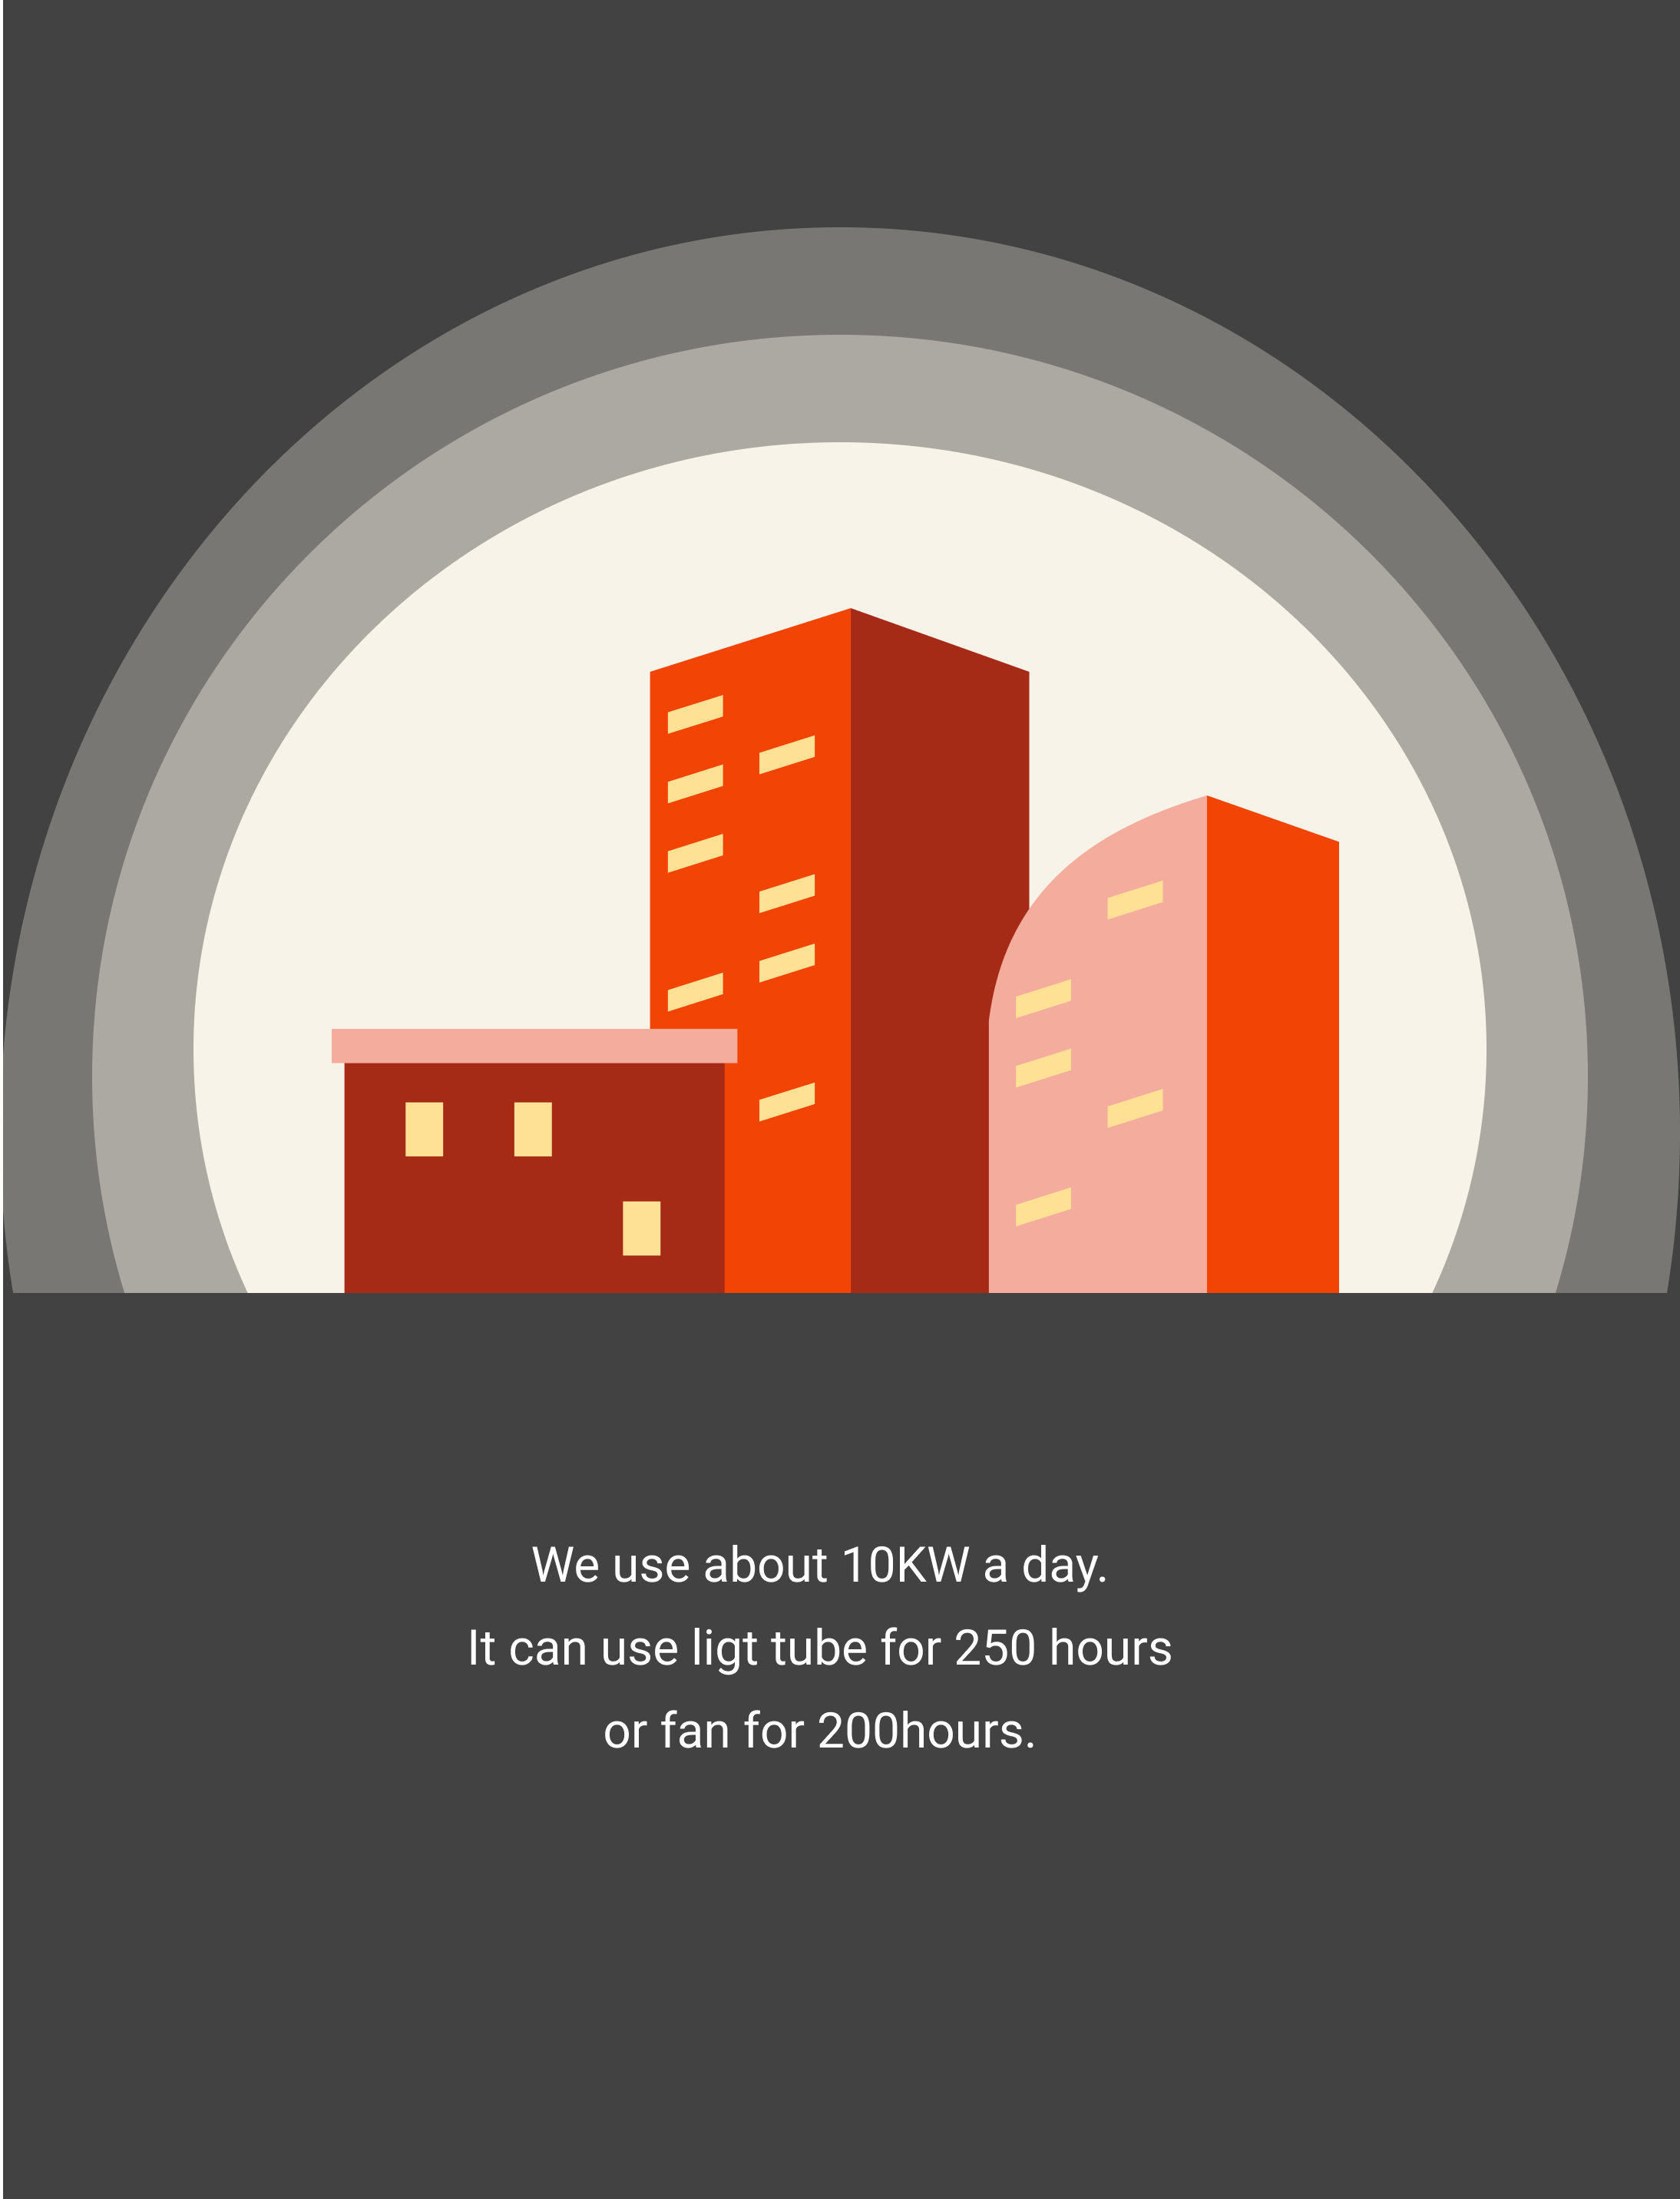 We use about 10KW a day.
It can use ligt tube for 250 hours
or fan for 200hours.